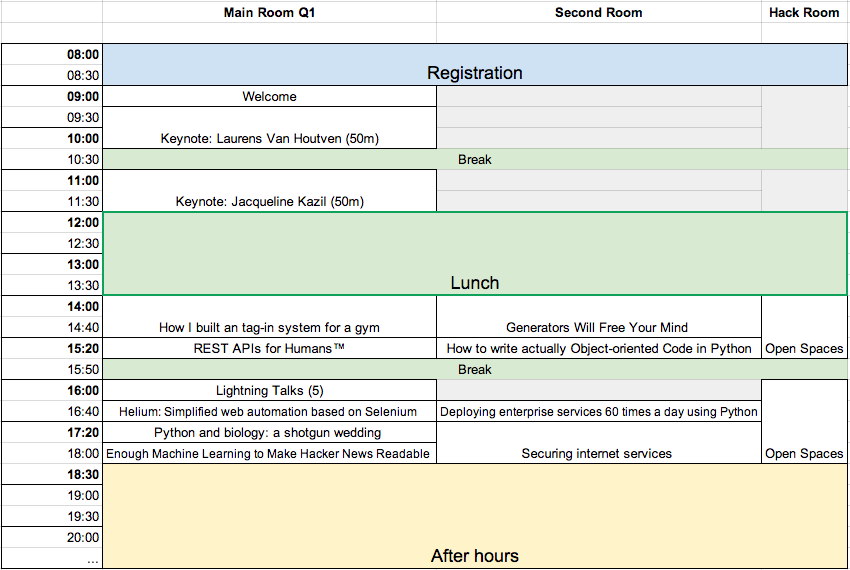 Main Room Q1 Second Room Hack Room
08:00
08:30 Registration
09:00 Welcome
09:30
10:00 Keynote: Laurens Van Houtven (50m)
10:30 Break
11:00
11:30 Keynote: Jacqueline Kazil (50m)
12:00
12:30
13:00
13:30 Lunch
14:00
14:40 How I built an tag-in system for a gym Generators Will Free Your Mind
15:20 REST APIs for Humans™ How to write actually Object-oriented Code in Python Open Spaces
15:50 Break
16:00 Lightning Talks (5)
16:40 Helium: Simplified web automation based on Selenium Deploying enterprise services 60 times a day using Python
17:20 Python and biology: a shotgun wedding
18:00 Enough Machine Learning to Make Hacker News Readable Securing internet services Open Spaces
18:30
19:00
19:30
20:00
... After hours